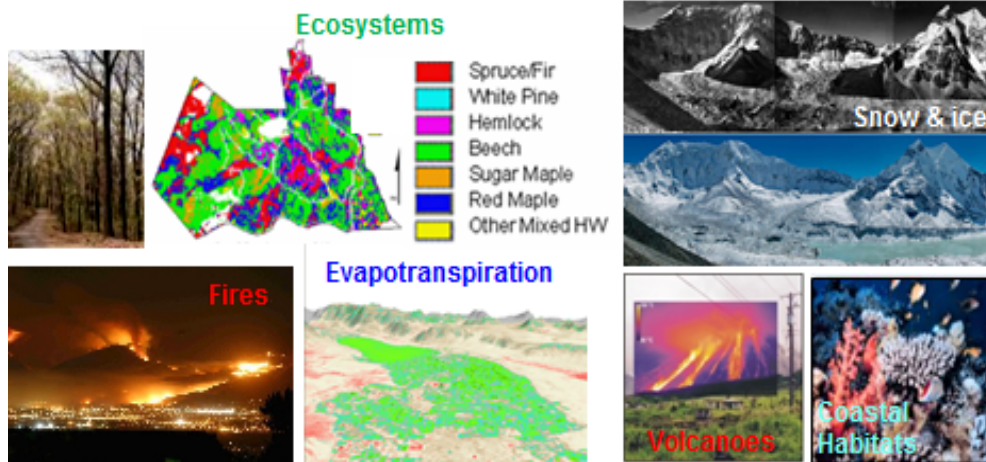 Ecosystems
Spruce/Fir
White Pine
Hemlock
Beech
Sugar Maple
Red Maple
Other Mixed HW
Snow & ice
Fires
Evapotranspiration
Volcanoes
Coastal
Habitats